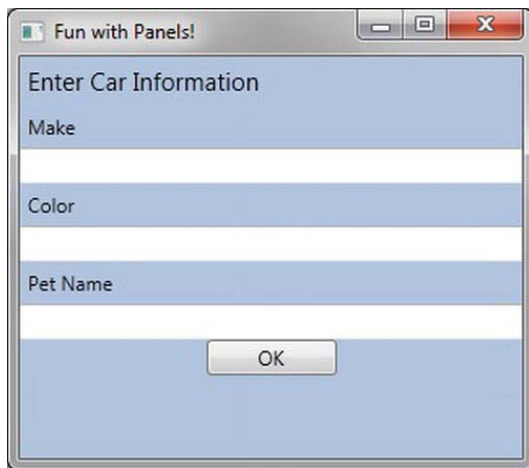 Fun with Panels!
Enter Car Information
Make
Color
Pet Name
OK